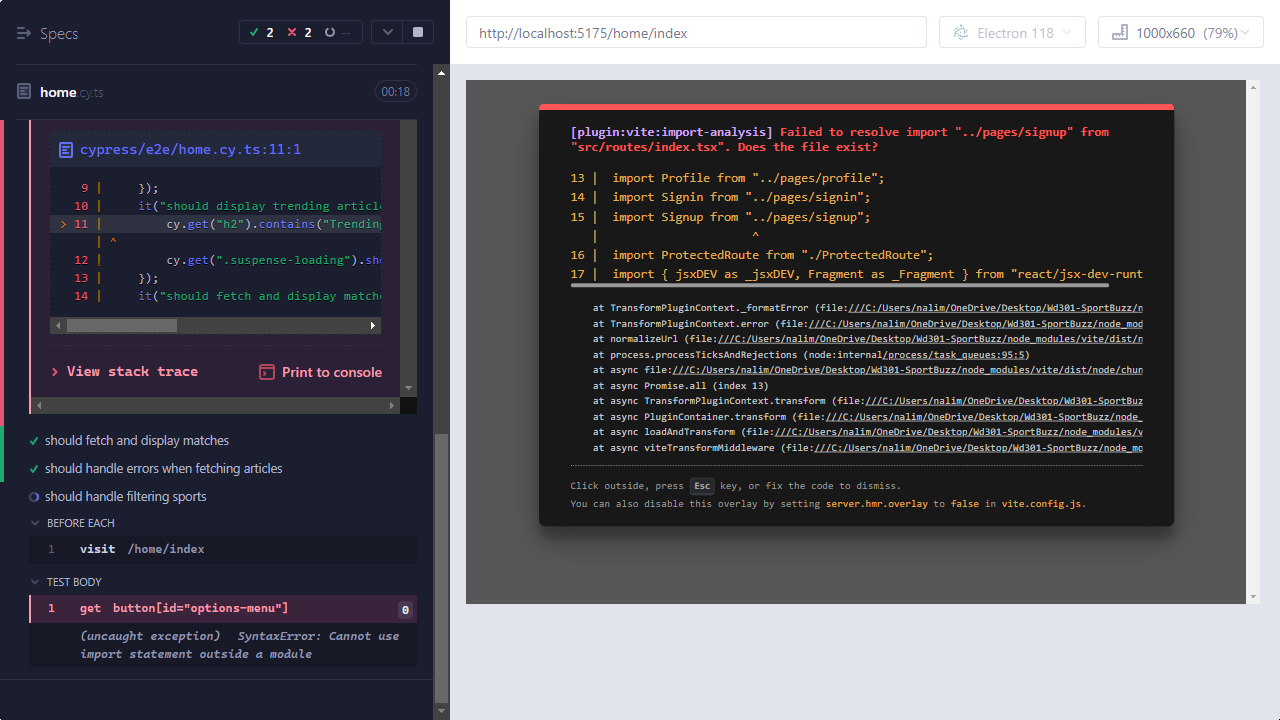 Specs
2
2
--
home.cy.ts
00:18
cypress/e2e/home.cy.ts:11:1
9 | });
10 | it("should display trending article
> 11 | cy.get("h2").contains("Trending
| ^
12 | cy.get(".suspense-loading").sho
13 | });
14 | it("should fetch and display matche
View stack trace
Print to console
should fetch and display matches
should handle errors when fetching articles
should handle filtering sports
BEFORE EACH
1 visit /home/index
TEST BODY
1 get button[id="options-menu"] 0
(uncaught exception) SyntaxError: Cannot use
import statement outside a module
http://localhost:5175/home/index
Electron 118
1000x660 (79%)
[plugin:vite:import-analysis] Failed to resolve import "../pages/signup" from
"src/routes/index.tsx". Does the file exist?
13 | import Profile from "../pages/profile";
14 | import Signin from "../pages/signin";
15 | import Signup from "../pages/signup";
| ^
16 | import ProtectedRoute from "./ProtectedRoute";
17 | import { jsxDEV as _jsxDEV, Fragment as _Fragment } from "react/jsx-dev-runt
at TransformPluginContext._formatError (file:///C:/Users/nalim/OneDrive/Desktop/Wd301-SportBuzz/n
at TransformPluginContext.error (file:///C:/Users/nalim/OneDrive/Desktop/Wd301-SportBuzz/node_mod
at normalizeUrl (file:///C:/Users/nalim/OneDrive/Desktop/Wd301-SportBuzz/node_modules/vite/dist/n
at process.processTicksAndRejections (node:internal/process/task_queues:95:5)
at async file:///C:/Users/nalim/OneDrive/Desktop/Wd301-SportBuzz/node_modules/vite/dist/node/chun
at async Promise.all (index 13)
at async TransformPluginContext.transform (file:///C:/Users/nalim/OneDrive/Desktop/Wd301-SportBuz
at async PluginContainer.transform (file:///C:/Users/nalim/OneDrive/Desktop/Wd301-SportBuzz/node_
at async loadAndTransform (file:///C:/Users/nalim/OneDrive/Desktop/Wd301-SportBuzz/node_modules/v
at async viteTransformMiddleware (file:///C:/Users/nalim/OneDrive/Desktop/Wd301-SportBuzz/node_mo
Click outside, press Esc key, or fix the code to dismiss.
You can also disable this overlay by setting server.hmr.overlay to false in vite.config.js.